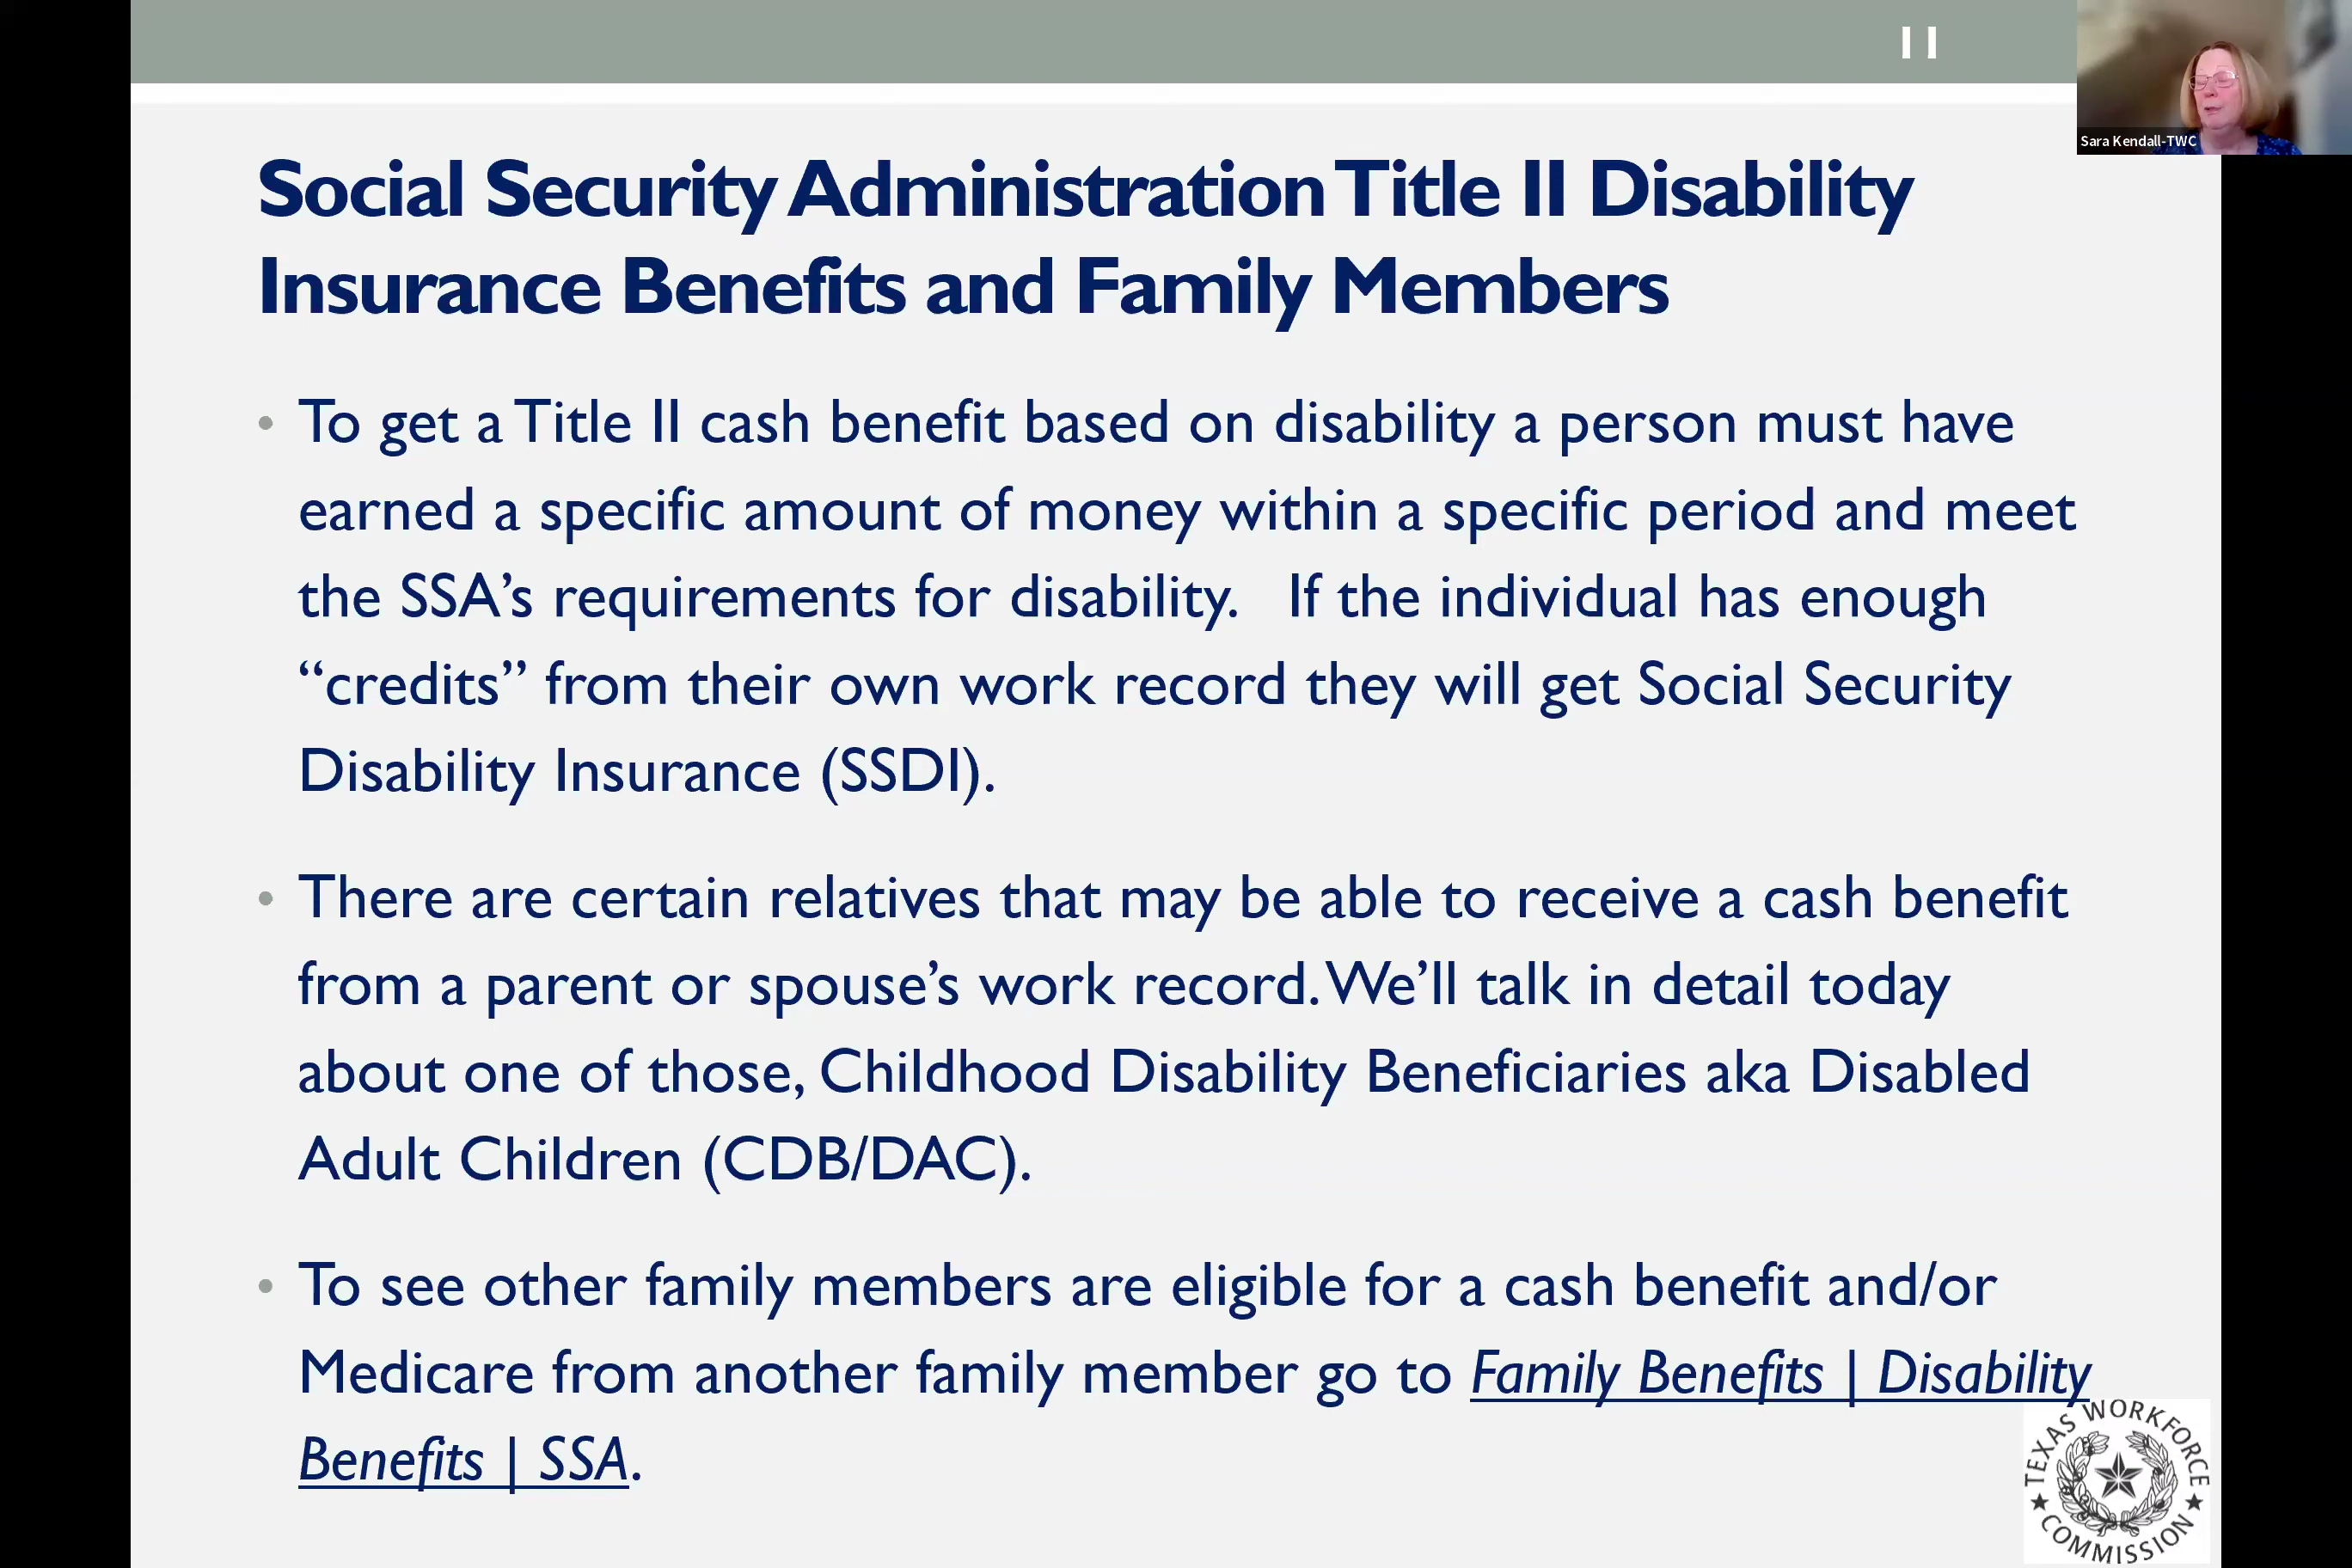 11
Sara Kendall-TWC
Social Security Administration Title II Disability
Insurance Benefits and Family Members
• To get a Title II cash benefit based on disability a person must have
earned a specific amount of money within a specific period and meet
the SSA’s requirements for disability.   If the individual has enough
“credits” from their own work record they will get Social Security
Disability Insurance (SSDI).
• There are certain relatives that may be able to receive a cash benefit
from a parent or spouse’s work record. We’ll talk in detail today
about one of those, Childhood Disability Beneficiaries aka Disabled
Adult Children (CDB/DAC).
• To see other family members are eligible for a cash benefit and/or
Medicare from another family member go to Family Benefits | Disability
Benefits | SSA.
TEXAS WORKFORCE
COMMISSION